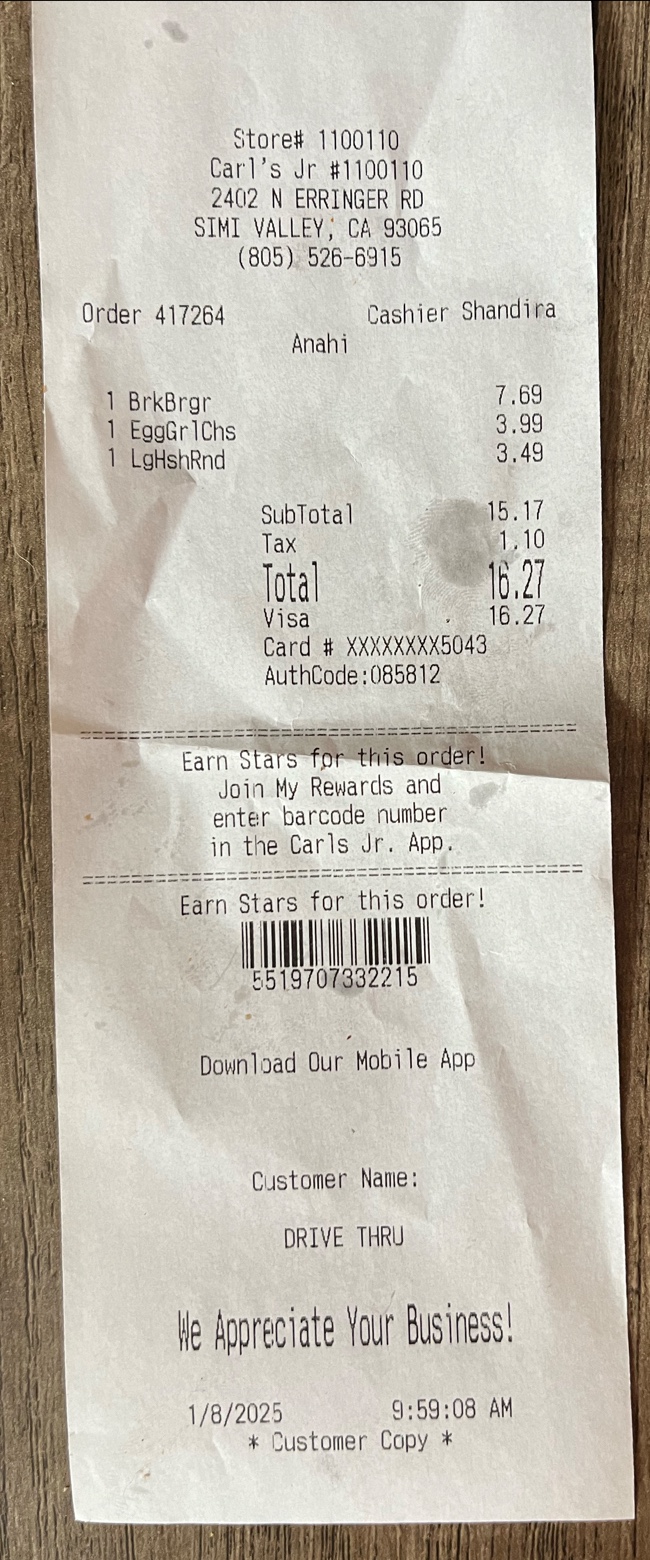 Store# 1100110
Carl's Jr #1100110
2402 N ERRINGER RD
SIMI VALLEY, CA 93065
(805) 526-6915
Order 417264 Cashier Shandira
Anahi
1 BrkBrgr 7.69
1 EggGrlChs 3.99
1 LgHshRnd 3.49
SubTotal 15.17
Tax 1.10
Total 16.27
Visa 16.27
Card # XXXXXXXX5043
AuthCode:085812
========================================
Earn Stars for this order!
Join My Rewards and
enter barcode number
in the Carls Jr. App.
========================================
Earn Stars for this order!
5519707332215
Download Our Mobile App
Customer Name:
DRIVE THRU
We Appreciate Your Business!
1/8/2025 9:59:08 AM
* Customer Copy *